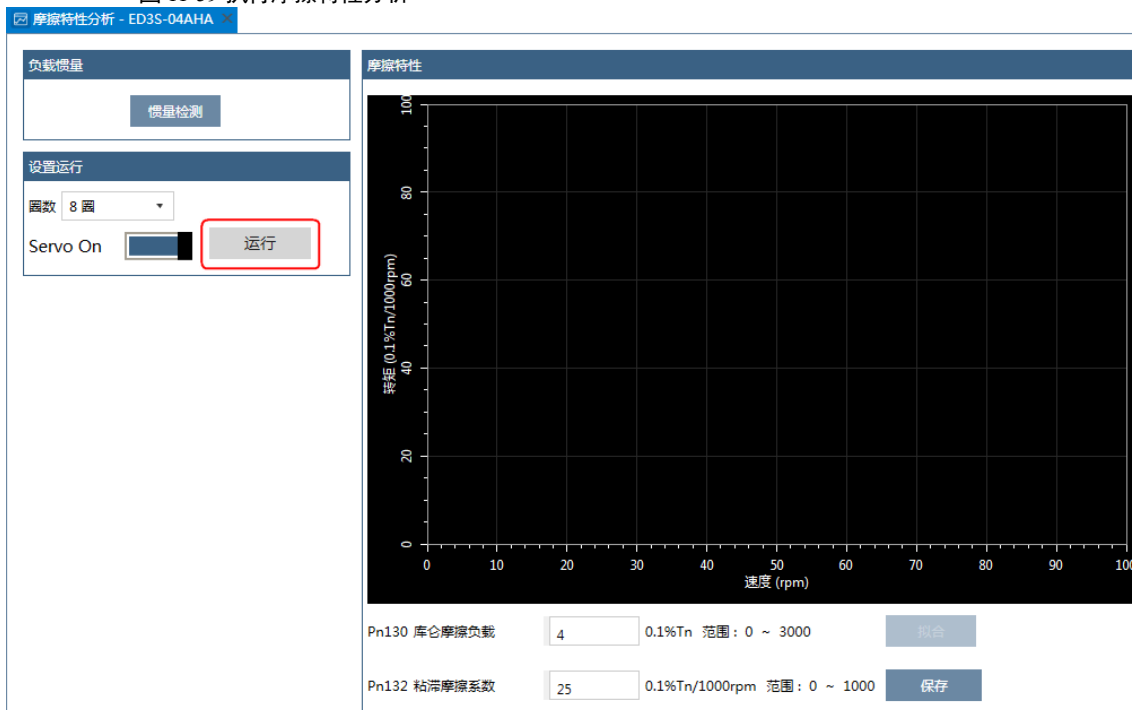 摩擦特性分析 - ED3S-04AHA ×
负载惯量
惯量检测
设置运行
圈数 8 圈
Servo On 运行
摩擦特性
转矩 (0.1%Tn/1000rpm)
100
80
60
40
20
0
0 10 20 30 40 50 60 70 80 90 100
速度 (rpm)
Pn130 库仑摩擦负载 4 0.1%Tn 范围: 0 ~ 3000 拟合
Pn132 粘滞摩擦系数 25 0.1%Tn/1000rpm 范围: 0 ~ 1000 保存